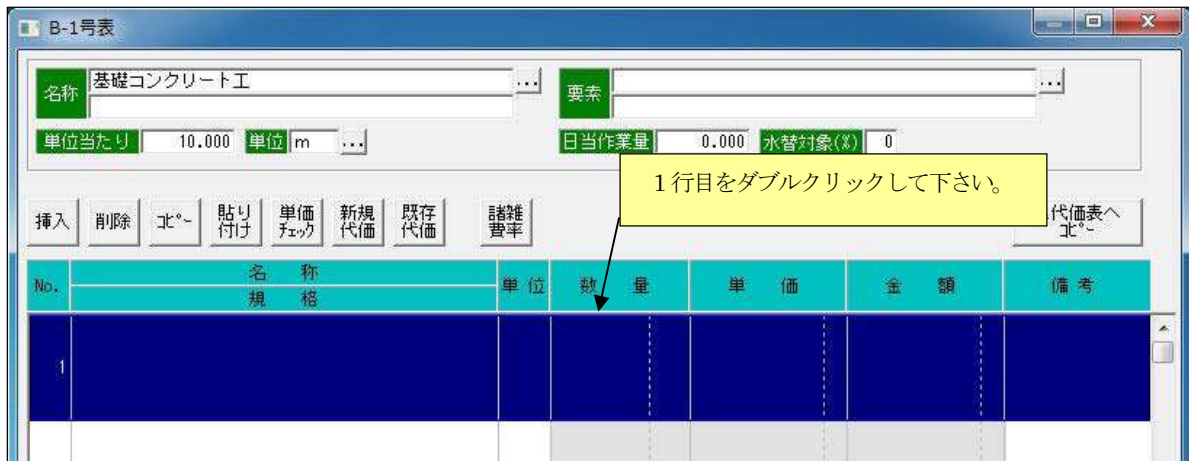 B-1号表
名称 基礎コンクリート工 ...
要素 ...
単位当たり 10.000 単位 m ...
日当作業量 0.000 水替対象(%) 0
1行目をダブルクリックして下さい。
挿入 削除 コピー 貼り付け 単価チェック 新規代価 既存代価 諸雑費率
代価表へコピー
No. 名 称 単位 数 量 単 価 金 額 備考
規 格
1